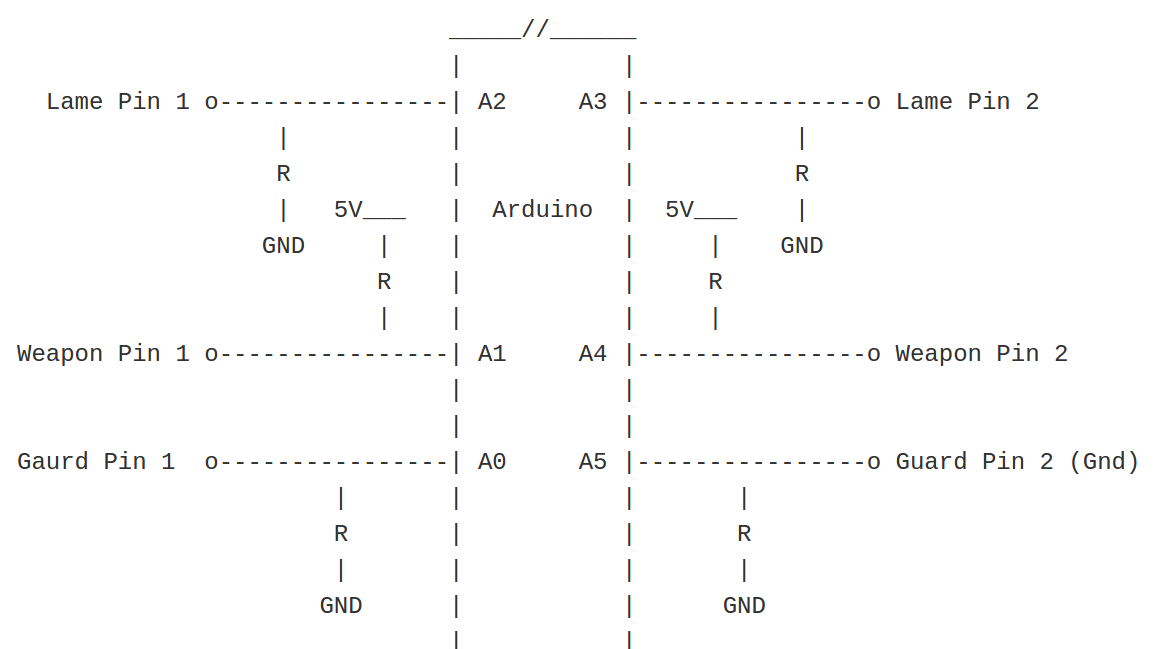 _____//______
                              |           |
  Lame Pin 1 o----------------| A2     A3 |----------------o Lame Pin 2
                  |           |           |           |
                  R           |           |           R
                  |   5V___   |  Arduino  |  5V___    |
                 GND     |    |           |     |    GND
                         R    |           |     R
                         |    |           |     |
Weapon Pin 1 o----------------| A1     A4 |----------------o Weapon Pin 2
                              |           |
                              |           |
Gaurd Pin 1  o----------------| A0     A5 |----------------o Guard Pin 2 (Gnd)
                      |       |           |       |
                      R       |           |       R
                      |       |           |       |
                     GND      |           |      GND
                              |           |